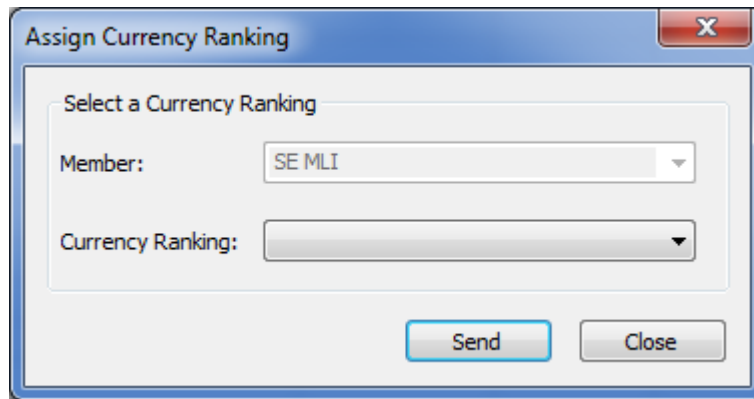 Assign Currency Ranking
Select a Currency Ranking
Member: SE MLI
Currency Ranking:
Send Close